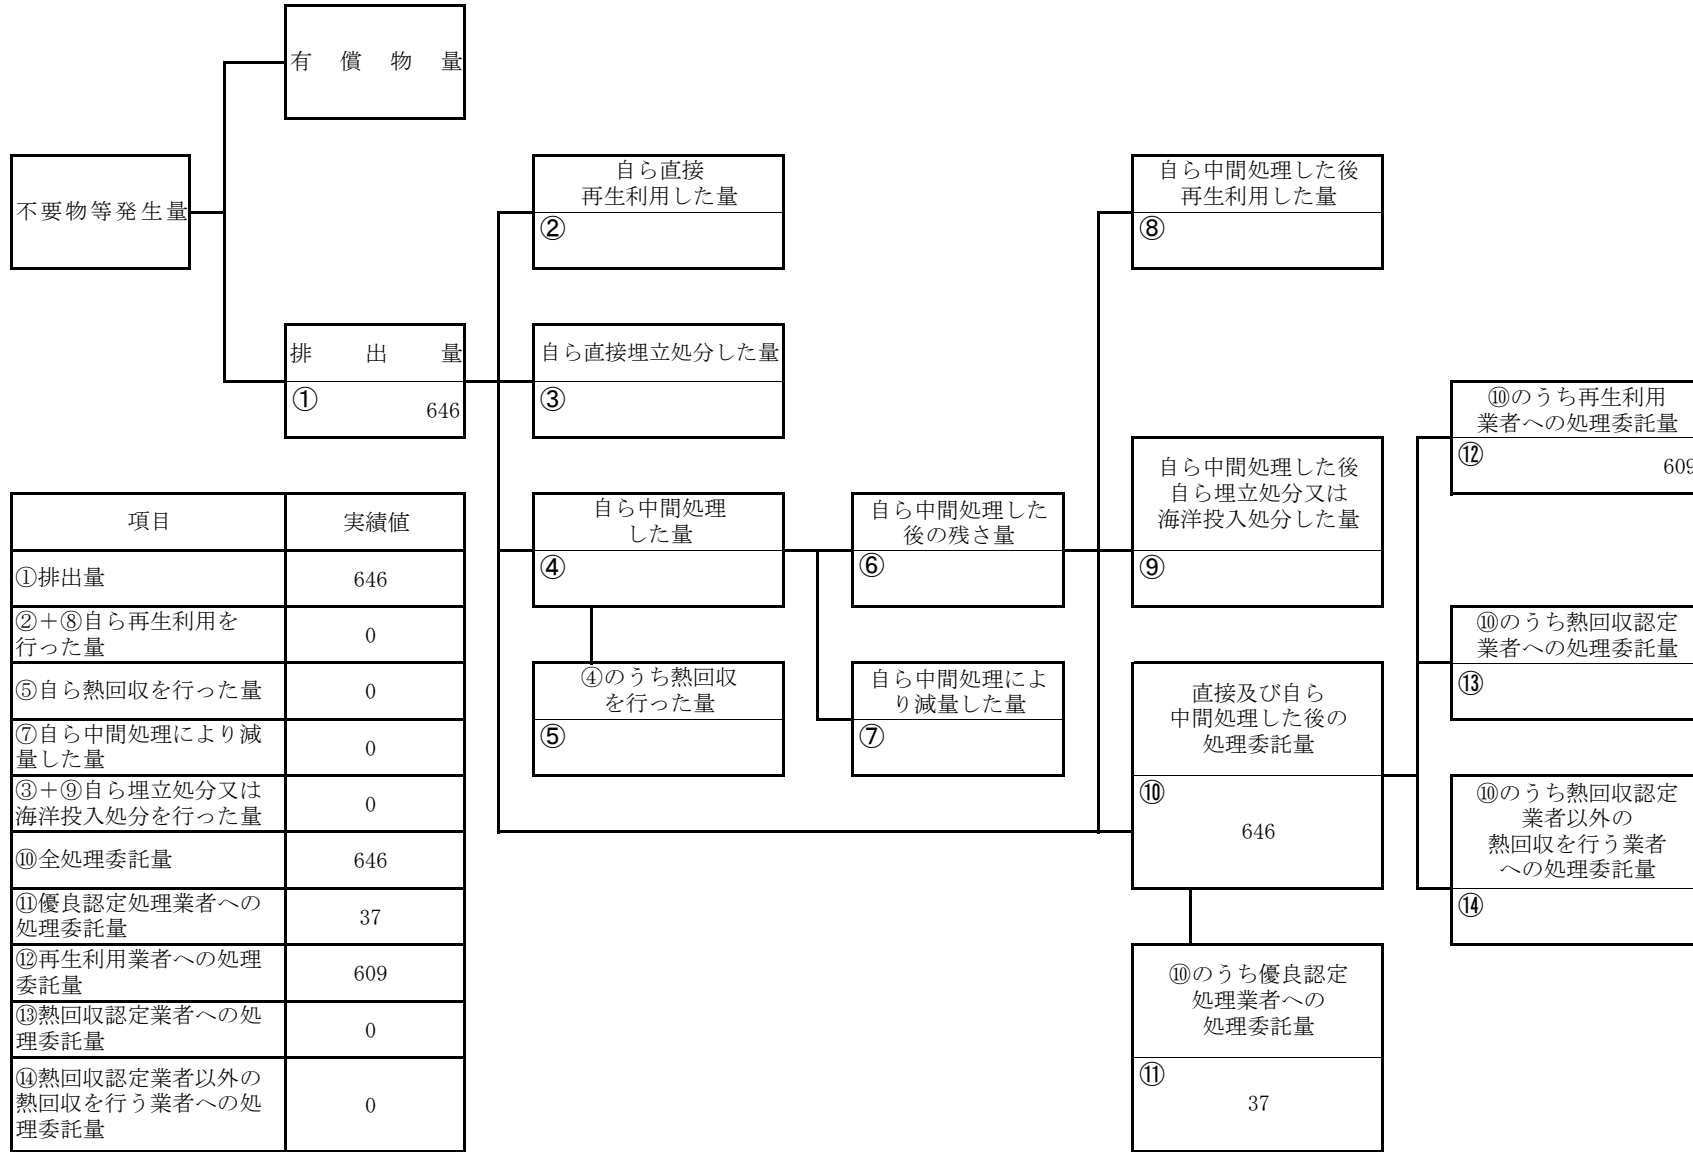 有償物量
不要物等発生量
自ら直接
再生利用した量
②
自ら中間処理した後
再生利用した量
⑧
排出量
①
646
自ら直接埋立処分した量
③
⑩のうち再生利用
業者への処理委託量
⑫
609
自ら中間処理
した量
④
自ら中間処理した
後の残さ量
⑥
自ら中間処理した後
自ら埋立処分又は
海洋投入処分した量
⑨
⑩のうち熱回収認定
業者への処理委託量
⑬
④のうち熱回収
を行った量
⑤
自ら中間処理によ
り減量した量
⑦
直接及び自ら
中間処理した後の
処理委託量
⑩
646
⑩のうち熱回収認定
業者以外の
熱回収を行う業者
への処理委託量
⑭
⑩のうち優良認定
処理業者への
処理委託量
⑪
37
項目 実績値
①排出量 646
②+⑧自ら再生利用を
行った量 0
⑤自ら熱回収を行った量 0
⑦自ら中間処理により減
量した量 0
③+⑨自ら埋立処分又は
海洋投入処分を行った量 0
⑩全処理委託量 646
⑪優良認定処理業者への
処理委託量 37
⑫再生利用業者への処理
委託量 609
⑬熱回収認定業者への処
理委託量 0
⑭熱回収認定業者以外の
熱回収を行う業者への処
理委託量 0